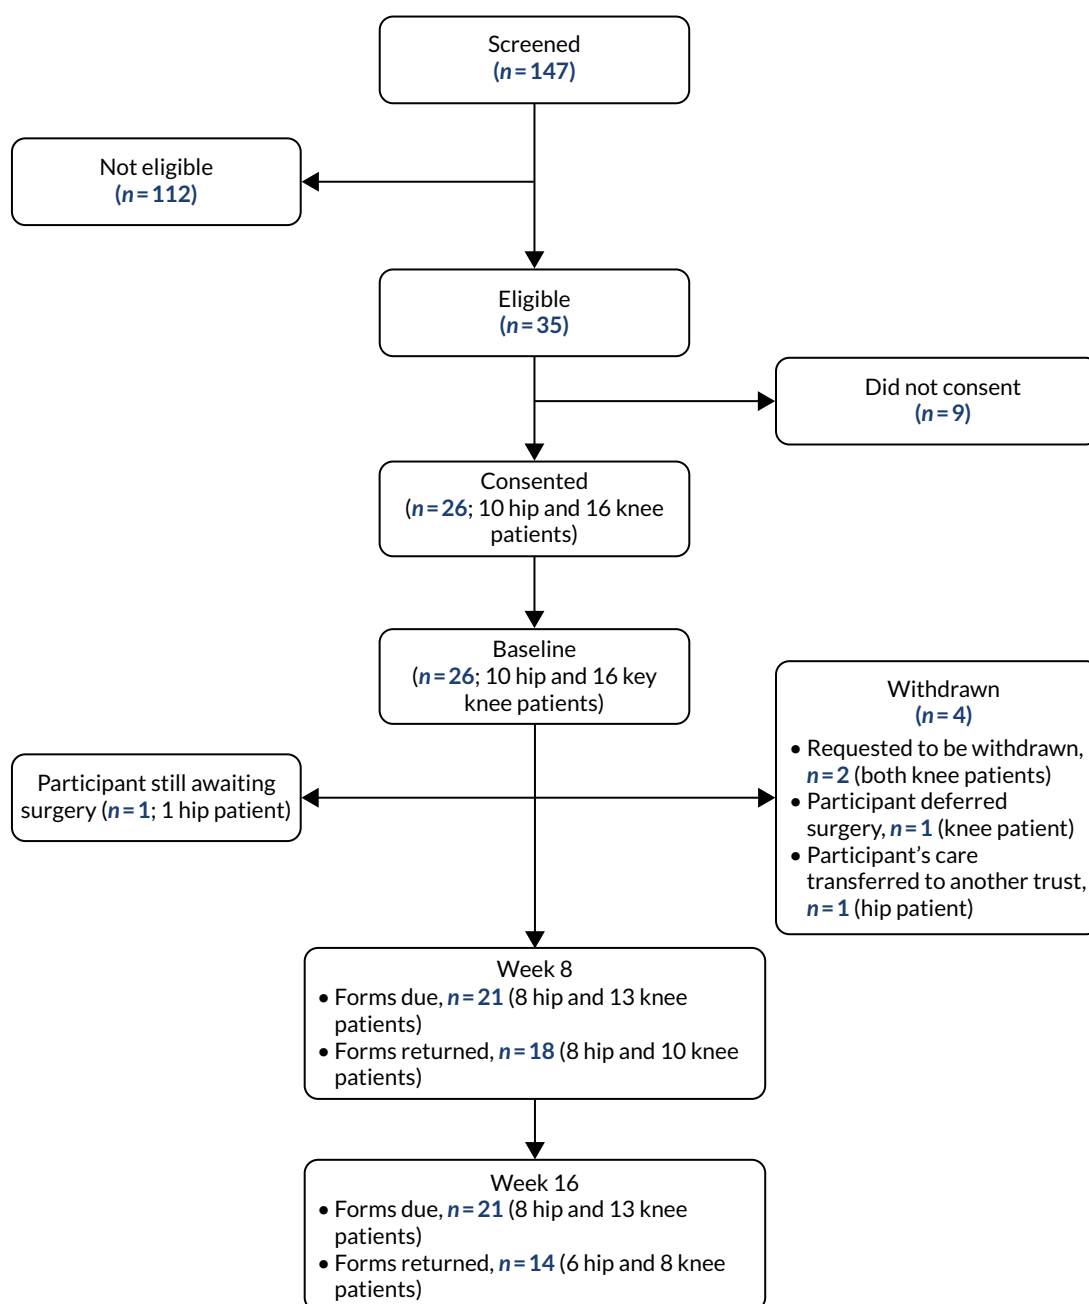 Screened
(n=147)
Not eligible
(n=112)
Eligible
(n=35)
Did not consent
(n=9)
Consented
(n=26; 10 hip and 16 knee
patients)
Baseline
(n=26; 10 hip and 16 key
knee patients)
Participant still awaiting
surgery (n=1; 1 hip patient)
Withdrawn
(n=4)
• Requested to be withdrawn,
n=2 (both knee patients)
• Participant deferred
surgery, n=1 (knee patient)
• Participant’s care
transferred to another trust,
n=1 (hip patient)
Week 8
• Forms due, n=21 (8 hip and 13 knee
patients)
• Forms returned, n=18 (8 hip and 10 knee
patients)
Week 16
• Forms due, n=21 (8 hip and 13 knee
patients)
• Forms returned, n=14 (6 hip and 8 knee
patients)